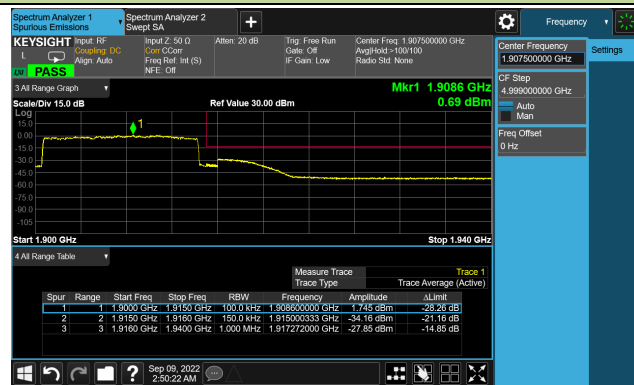 Spectrum Analyzer 1
Spurious Emissions
Spectrum Analyzer 2
Swept SA
Frequency
KEYSIGHT
L
LXI
PASS
Input: RF
Coupling: DC
Align: Auto
Input Z: 50 Ω
Corr CCorr
Freq Ref: Int (S)
NFE: Off
Atten: 20 dB
Trig: Free Run
Gate: Off
IF Gain: Low
Center Freq: 1.907500000 GHz
Avg|Hold:>100/100
Radio Std: None
3 All Range Graph
Mkr1 1.9086 GHz
0.69 dBm
Scale/Div 15.0 dB
Ref Value 30.00 dBm
Log
15.0
0.00
-15.0
-30.0
-45.0
-60.0
-75.0
-90.0
-105
1
Start 1.900 GHz
Stop 1.940 GHz
4 All Range Table
Measure Trace Trace 1
Trace Type Trace Average (Active)
Spur Range Start Freq Stop Freq RBW Frequency Amplitude ΔLimit
1 1 1.9000 GHz 1.9150 GHz 100.0 kHz 1.908600000 GHz 1.745 dBm -28.26 dB
2 2 1.9150 GHz 1.9160 GHz 150.0 kHz 1.915000333 GHz -34.16 dBm -21.16 dB
3 3 1.9160 GHz 1.9400 GHz 1.000 MHz 1.917272000 GHz -27.85 dBm -14.85 dB
Center Frequency
1.907500000 GHz
Settings
CF Step
4.999000000 MHz
Auto
Man
Freq Offset
0 Hz
?
Sep 09, 2022
2:50:22 AM